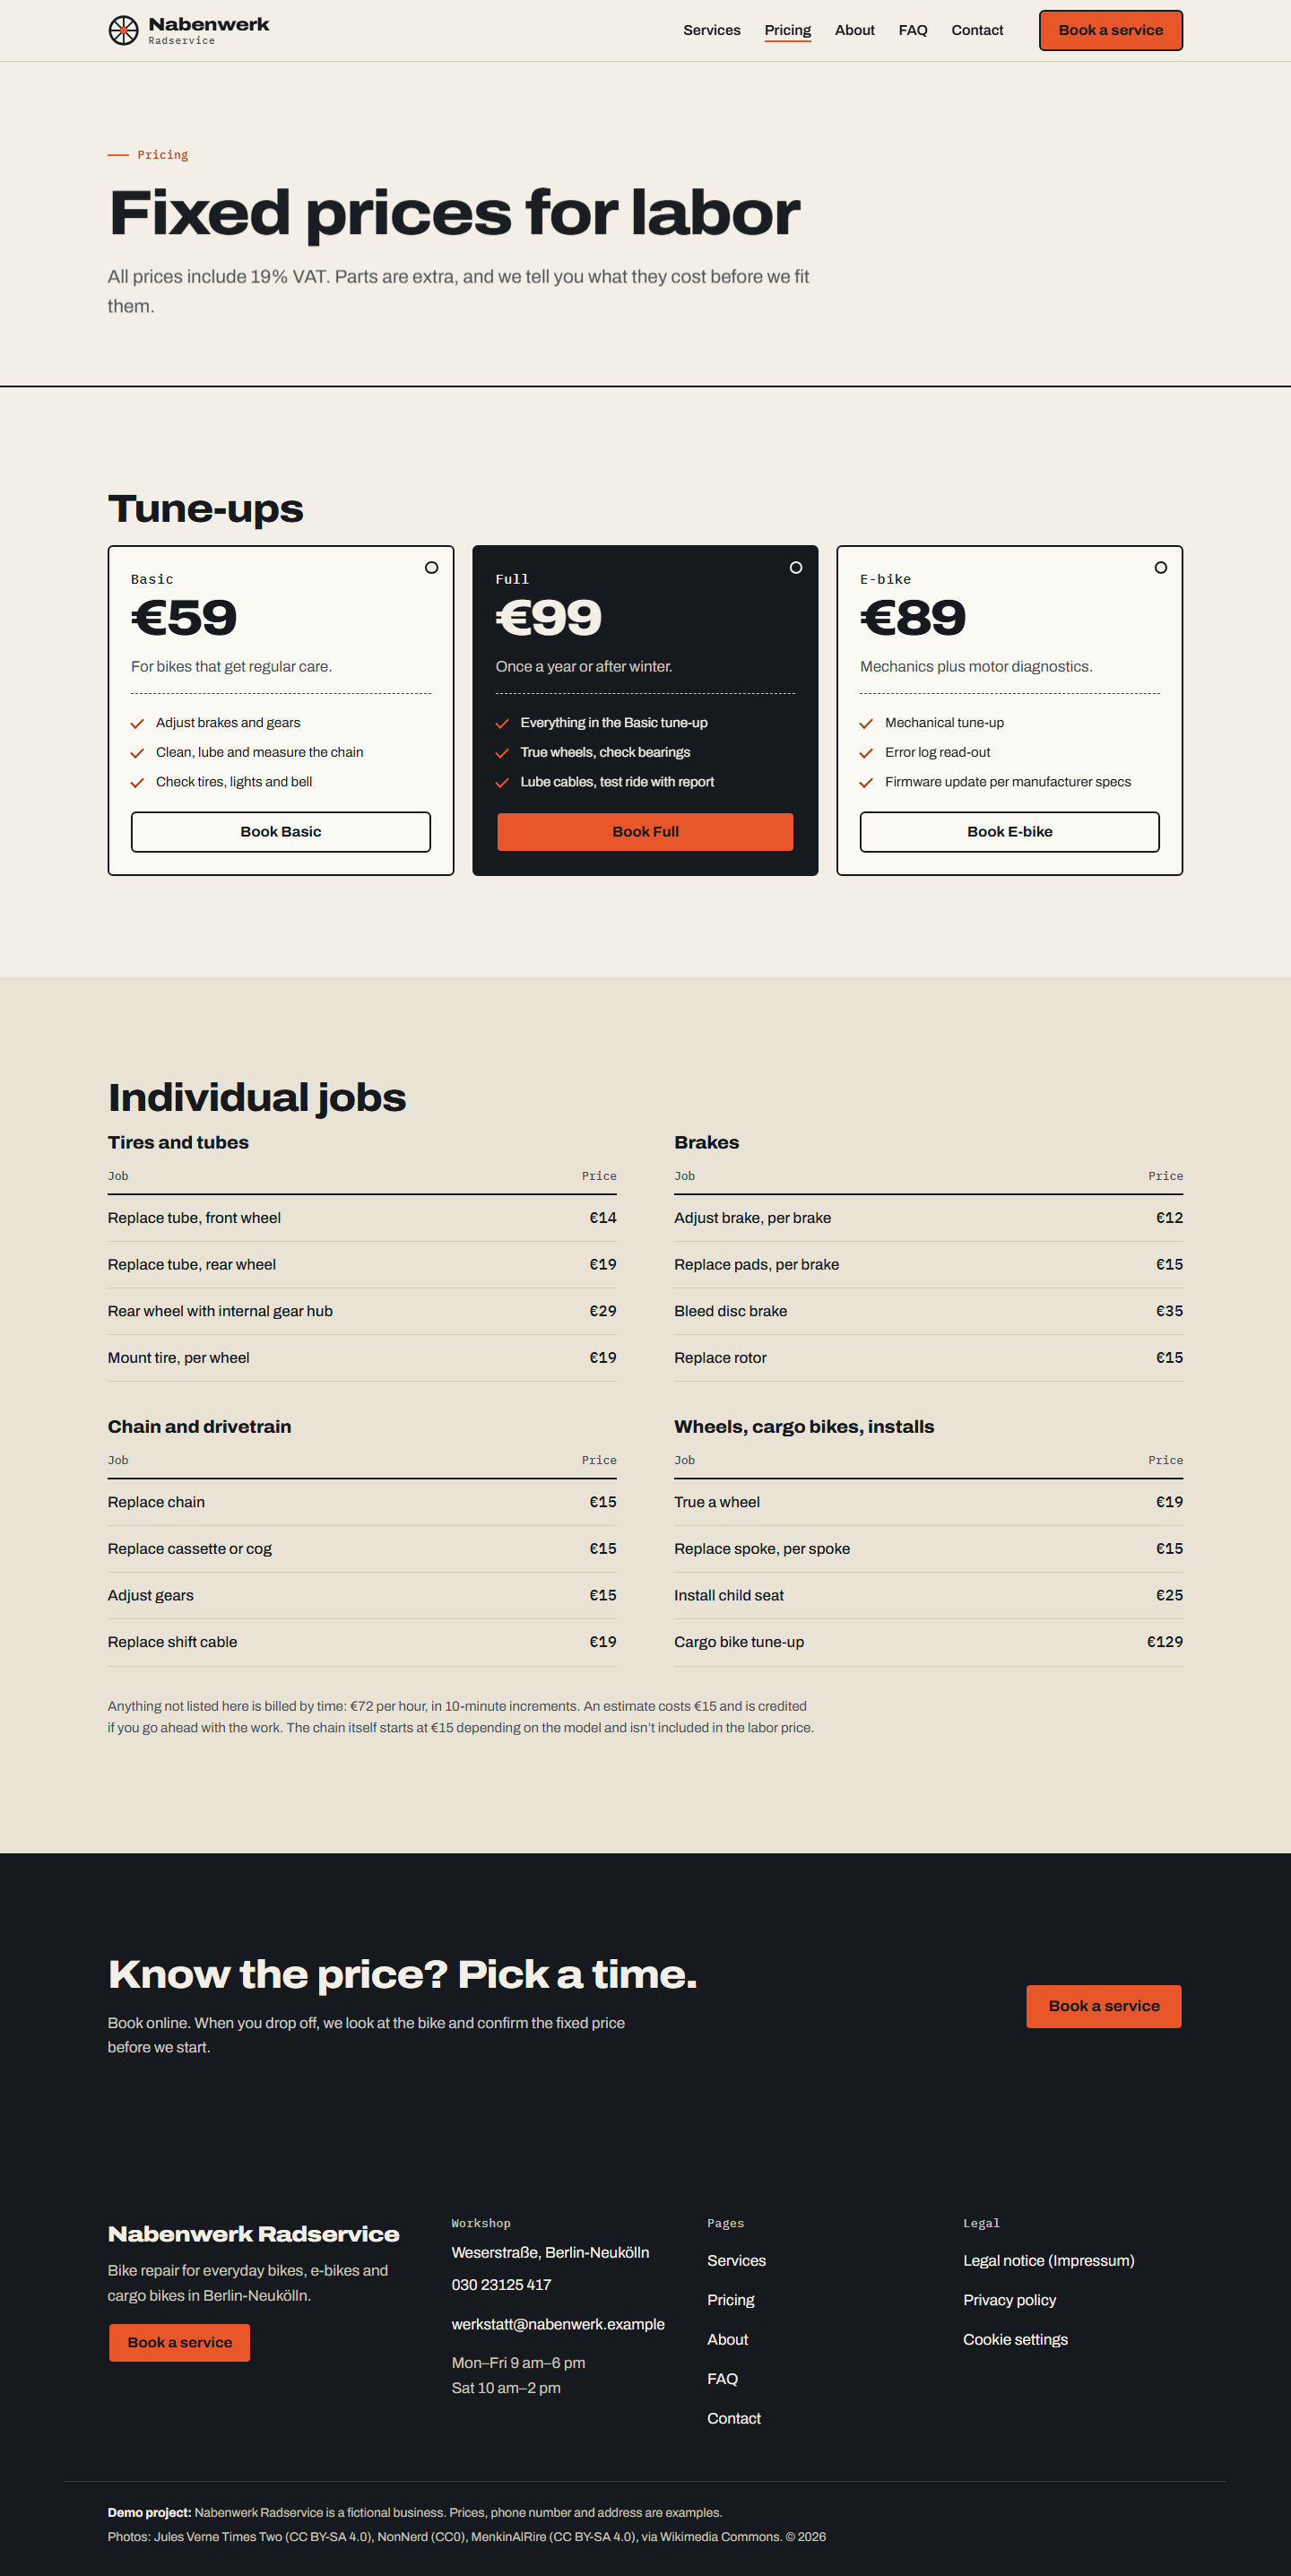 Nabenwerk
Radservice
Services Pricing About FAQ Contact Book a service
Pricing
Fixed prices for labor
All prices include 19% VAT. Parts are extra, and we tell you what they cost before we fit
them.
Tune-ups
Basic
€59
For bikes that get regular care.
Adjust brakes and gears
Clean, lube and measure the chain
Check tires, lights and bell
Book Basic
Full
€99
Once a year or after winter.
Everything in the Basic tune-up
True wheels, check bearings
Lube cables, test ride with report
Book Full
E-bike
€89
Mechanics plus motor diagnostics.
Mechanical tune-up
Error log read-out
Firmware update per manufacturer specs
Book E-bike
Individual jobs
Tires and tubes
Job Price
Replace tube, front wheel €14
Replace tube, rear wheel €19
Rear wheel with internal gear hub €29
Mount tire, per wheel €19
Brakes
Job Price
Adjust brake, per brake €12
Replace pads, per brake €15
Bleed disc brake €35
Replace rotor €15
Chain and drivetrain
Job Price
Replace chain €15
Replace cassette or cog €15
Adjust gears €15
Replace shift cable €19
Wheels, cargo bikes, installs
Job Price
True a wheel €19
Replace spoke, per spoke €15
Install child seat €25
Cargo bike tune-up €129
Anything not listed here is billed by time: €72 per hour, in 10-minute increments. An estimate costs €15 and is credited
if you go ahead with the work. The chain itself starts at €15 depending on the model and isn’t included in the labor price.
Know the price? Pick a time.
Book online. When you drop off, we look at the bike and confirm the fixed price
before we start.
Book a service
Nabenwerk Radservice
Bike repair for everyday bikes, e-bikes and
cargo bikes in Berlin-Neukölln.
Book a service
Workshop
Weserstraße, Berlin-Neukölln
030 23125 417
werkstatt@nabenwerk.example
Mon–Fri 9 am–6 pm
Sat 10 am–2 pm
Pages
Services
Pricing
About
FAQ
Contact
Legal
Legal notice (Impressum)
Privacy policy
Cookie settings
Demo project: Nabenwerk Radservice is a fictional business. Prices, phone number and address are examples.
Photos: Jules Verne Times Two (CC BY-SA 4.0), NonNerd (CC0), MenkinAlRire (CC BY-SA 4.0), via Wikimedia Commons. © 2026